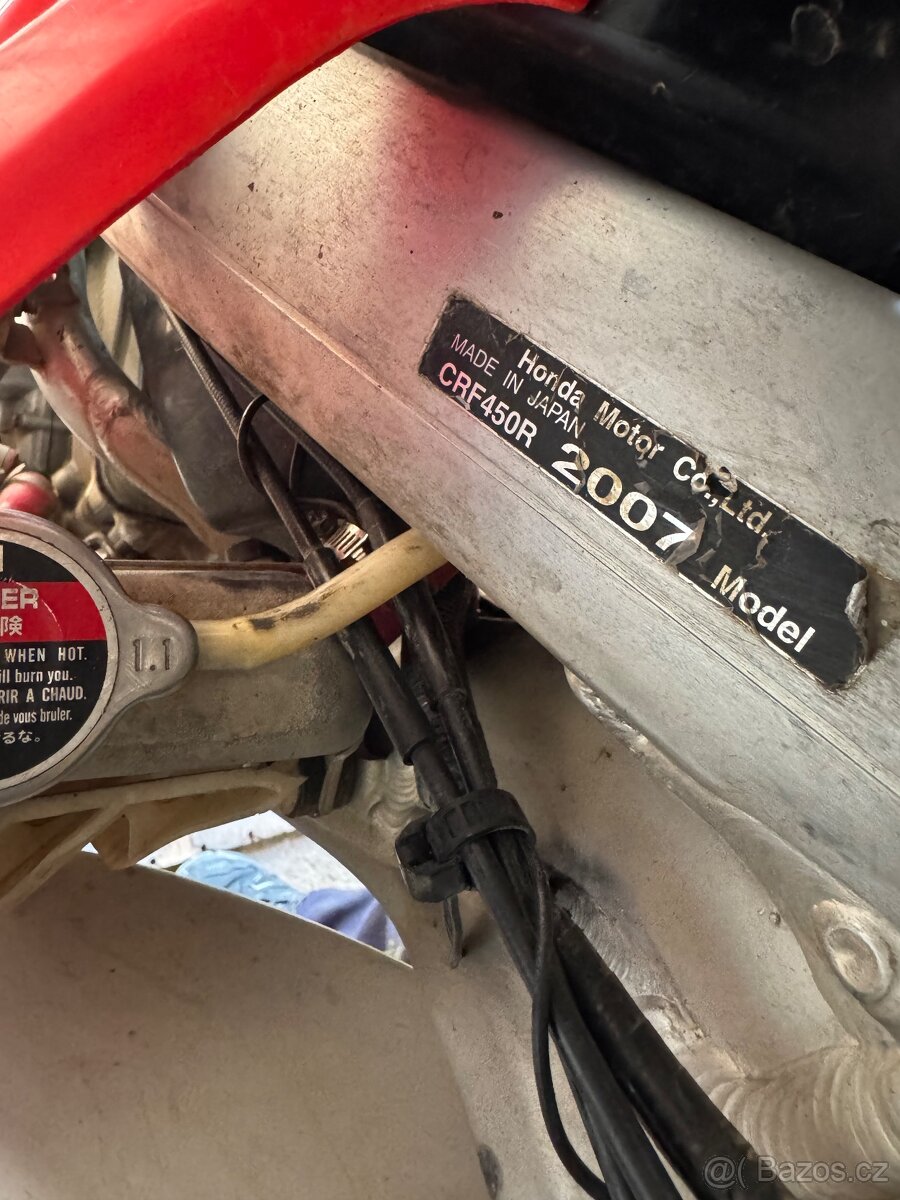 Honda Motor Co.,Ltd.
MADE IN JAPAN
CRF450R
2007 Model
ER
険
WHEN HOT.
ill burn you.
RIR A CHAUD.
de vous bruler.
るな。
1.1
@( Bazos.cz